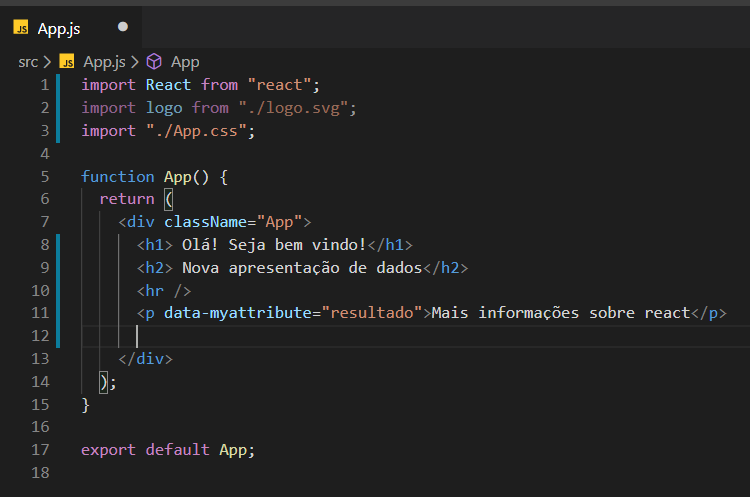 JS App.js
src > JS App.js > App
1 import React from "react";
2 import logo from "./logo.svg";
3 import "./App.css";
4
5 function App() {
6   return (
7     <div className="App">
8       <h1> Olá! Seja bem vindo!</h1>
9       <h2> Nova apresentação de dados</h2>
10       <hr />
11       <p data-myattribute="resultado">Mais informações sobre react</p>
12
13     </div>
14   );
15 }
16
17 export default App;
18